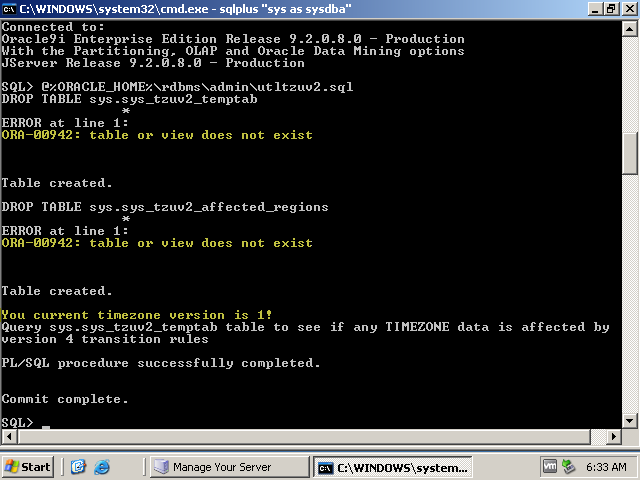 C:\WINDOWS\system32\cmd.exe - sqlplus "sys as sysdba"
Connected to:
Oracle9i Enterprise Edition Release 9.2.0.8.0 - Production
With the Partitioning, OLAP and Oracle Data Mining options
JServer Release 9.2.0.8.0 - Production
SQL> @%ORACLE_HOME%\rdbms\admin\utltzuv2.sql
DROP TABLE sys.sys_tzuv2_temptab
*
ERROR at line 1:
ORA-00942: table or view does not exist
Table created.
DROP TABLE sys.sys_tzuv2_affected_regions
*
ERROR at line 1:
ORA-00942: table or view does not exist
Table created.
You current timezone version is 1!
Query sys.sys_tzuv2_temptab table to see if any TIMEZONE data is affected by
version 4 transition rules
PL/SQL procedure successfully completed.
Commit complete.
SQL> _
Start
Manage Your Server
C:\WINDOWS\system...
vm
6:33 AM